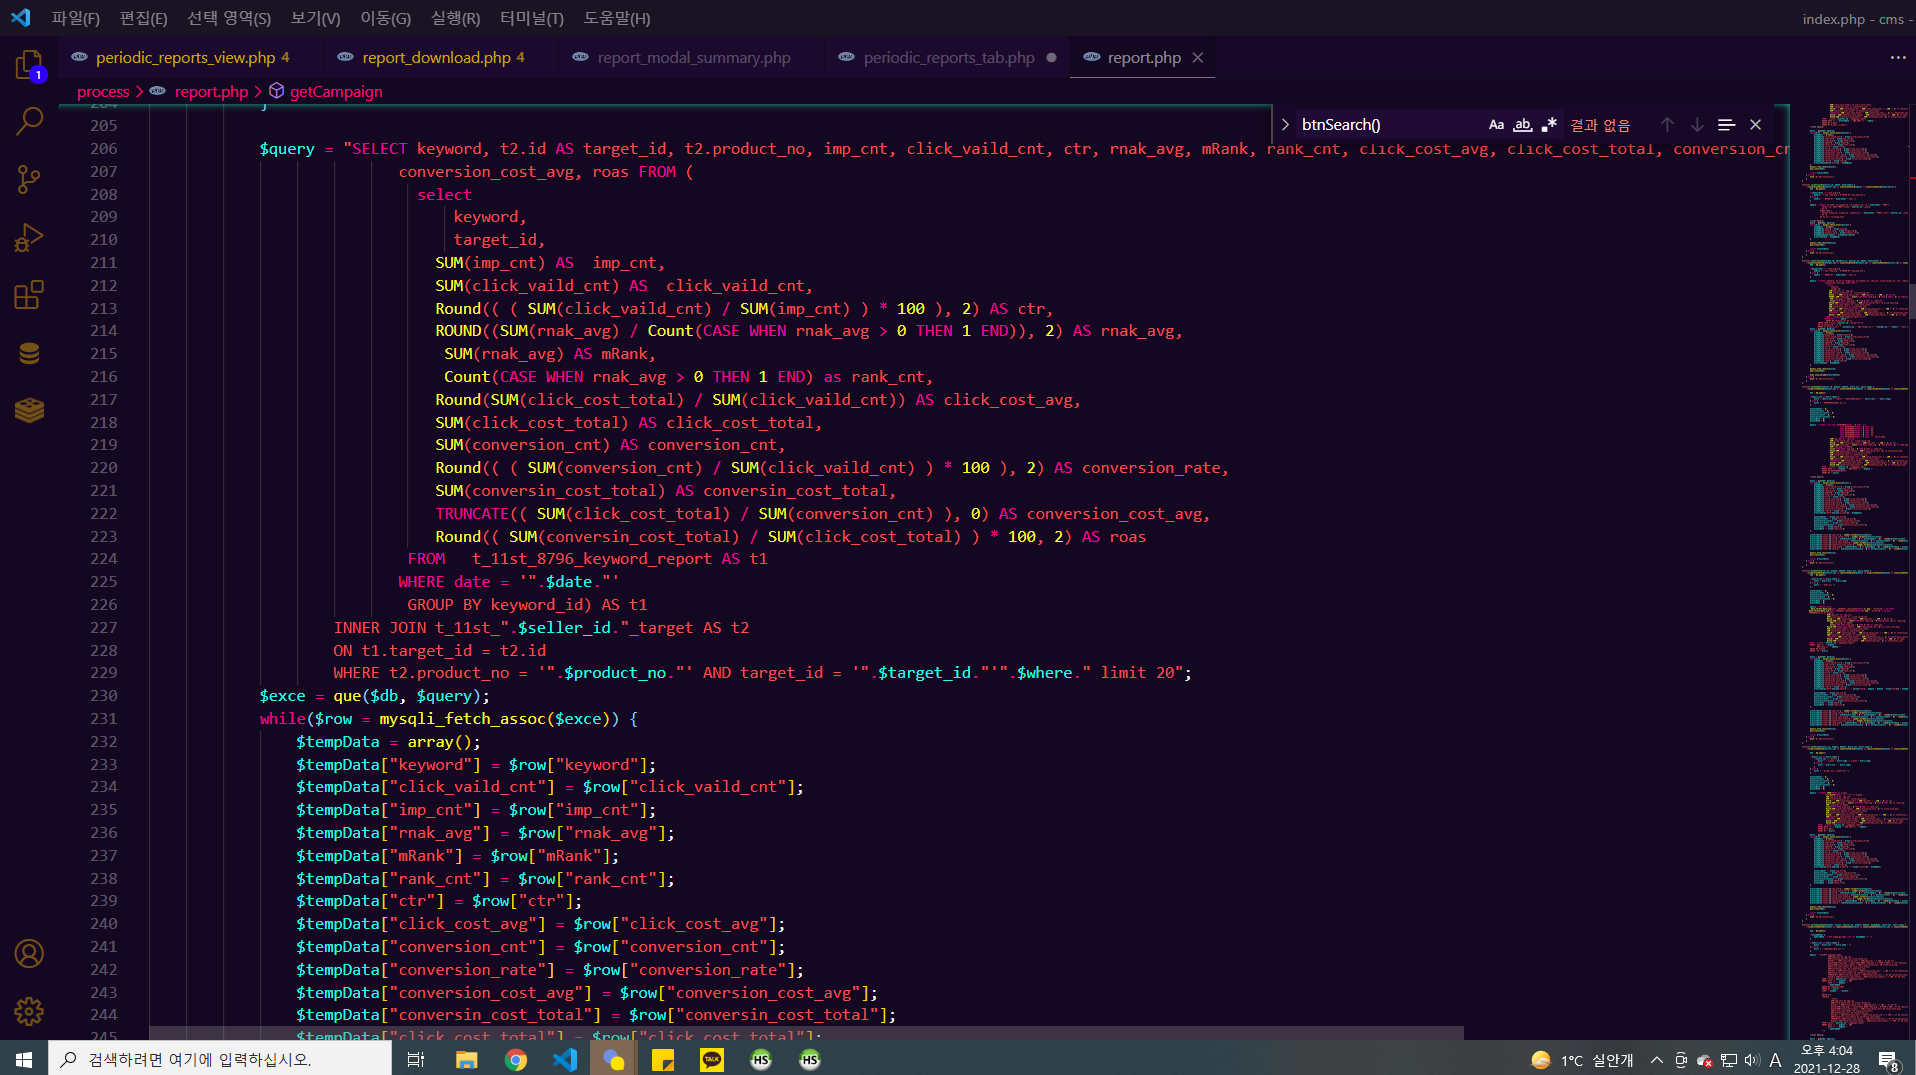 파일(F) 편집(E) 선택 영역(S) 보기(V) 이동(G) 실행(R) 터미널(T) 도움말(H) index.php - cms -
periodic_reports_view.php 4 report_download.php 4 report_modal_summary.php periodic_reports_tab.php report.php
process > report.php > getCampaign
btnSearch() Aa ab 결과 없음
204 }
205
206 $query = "SELECT keyword, t2.id AS target_id, t2.product_no, imp_cnt, click_vaild_cnt, ctr, rnak_avg, mRank, rank_cnt, click_cost_avg, click_cost_total, conversion_cn
207 conversion_cost_avg, roas FROM (
208 select
209 keyword,
210 target_id,
211 SUM(imp_cnt) AS  imp_cnt,
212 SUM(click_vaild_cnt) AS  click_vaild_cnt,
213 Round(( ( SUM(click_vaild_cnt) / SUM(imp_cnt) ) * 100 ), 2) AS ctr,
214 ROUND((SUM(rnak_avg) / Count(CASE WHEN rnak_avg > 0 THEN 1 END)), 2) AS rnak_avg,
215 SUM(rnak_avg) AS mRank,
216 Count(CASE WHEN rnak_avg > 0 THEN 1 END) as rank_cnt,
217 Round(SUM(click_cost_total) / SUM(click_vaild_cnt)) AS click_cost_avg,
218 SUM(click_cost_total) AS click_cost_total,
219 SUM(conversion_cnt) AS conversion_cnt,
220 Round(( ( SUM(conversion_cnt) / SUM(click_vaild_cnt) ) * 100 ), 2) AS conversion_rate,
221 SUM(conversin_cost_total) AS conversin_cost_total,
222 TRUNCATE(( SUM(click_cost_total) / SUM(conversion_cnt) ), 0) AS conversion_cost_avg,
223 Round(( SUM(conversin_cost_total) / SUM(click_cost_total) ) * 100, 2) AS roas
224 FROM   t_11st_8796_keyword_report AS t1
225 WHERE date = '".$date."'
226 GROUP BY keyword_id) AS t1
227 INNER JOIN t_11st_".$seller_id."_target AS t2
228 ON t1.target_id = t2.id
229 WHERE t2.product_no = '".$product_no."' AND target_id = '".$target_id."'".$where." limit 20";
230 $exce = que($db, $query);
231 while($row = mysqli_fetch_assoc($exce)) {
232 $tempData = array();
233 $tempData["keyword"] = $row["keyword"];
234 $tempData["click_vaild_cnt"] = $row["click_vaild_cnt"];
235 $tempData["imp_cnt"] = $row["imp_cnt"];
236 $tempData["rnak_avg"] = $row["rnak_avg"];
237 $tempData["mRank"] = $row["mRank"];
238 $tempData["rank_cnt"] = $row["rank_cnt"];
239 $tempData["ctr"] = $row["ctr"];
240 $tempData["click_cost_avg"] = $row["click_cost_avg"];
241 $tempData["conversion_cnt"] = $row["conversion_cnt"];
242 $tempData["conversion_rate"] = $row["conversion_rate"];
243 $tempData["conversion_cost_avg"] = $row["conversion_cost_avg"];
244 $tempData["conversin_cost_total"] = $row["conversin_cost_total"];
245 $tempData["click_cost_total"] = $row["click_cost_total"];
1
검색하려면 여기에 입력하십시오. TALK HS HS 1°C 실안개 A 오후 4:04
2021-12-28 8